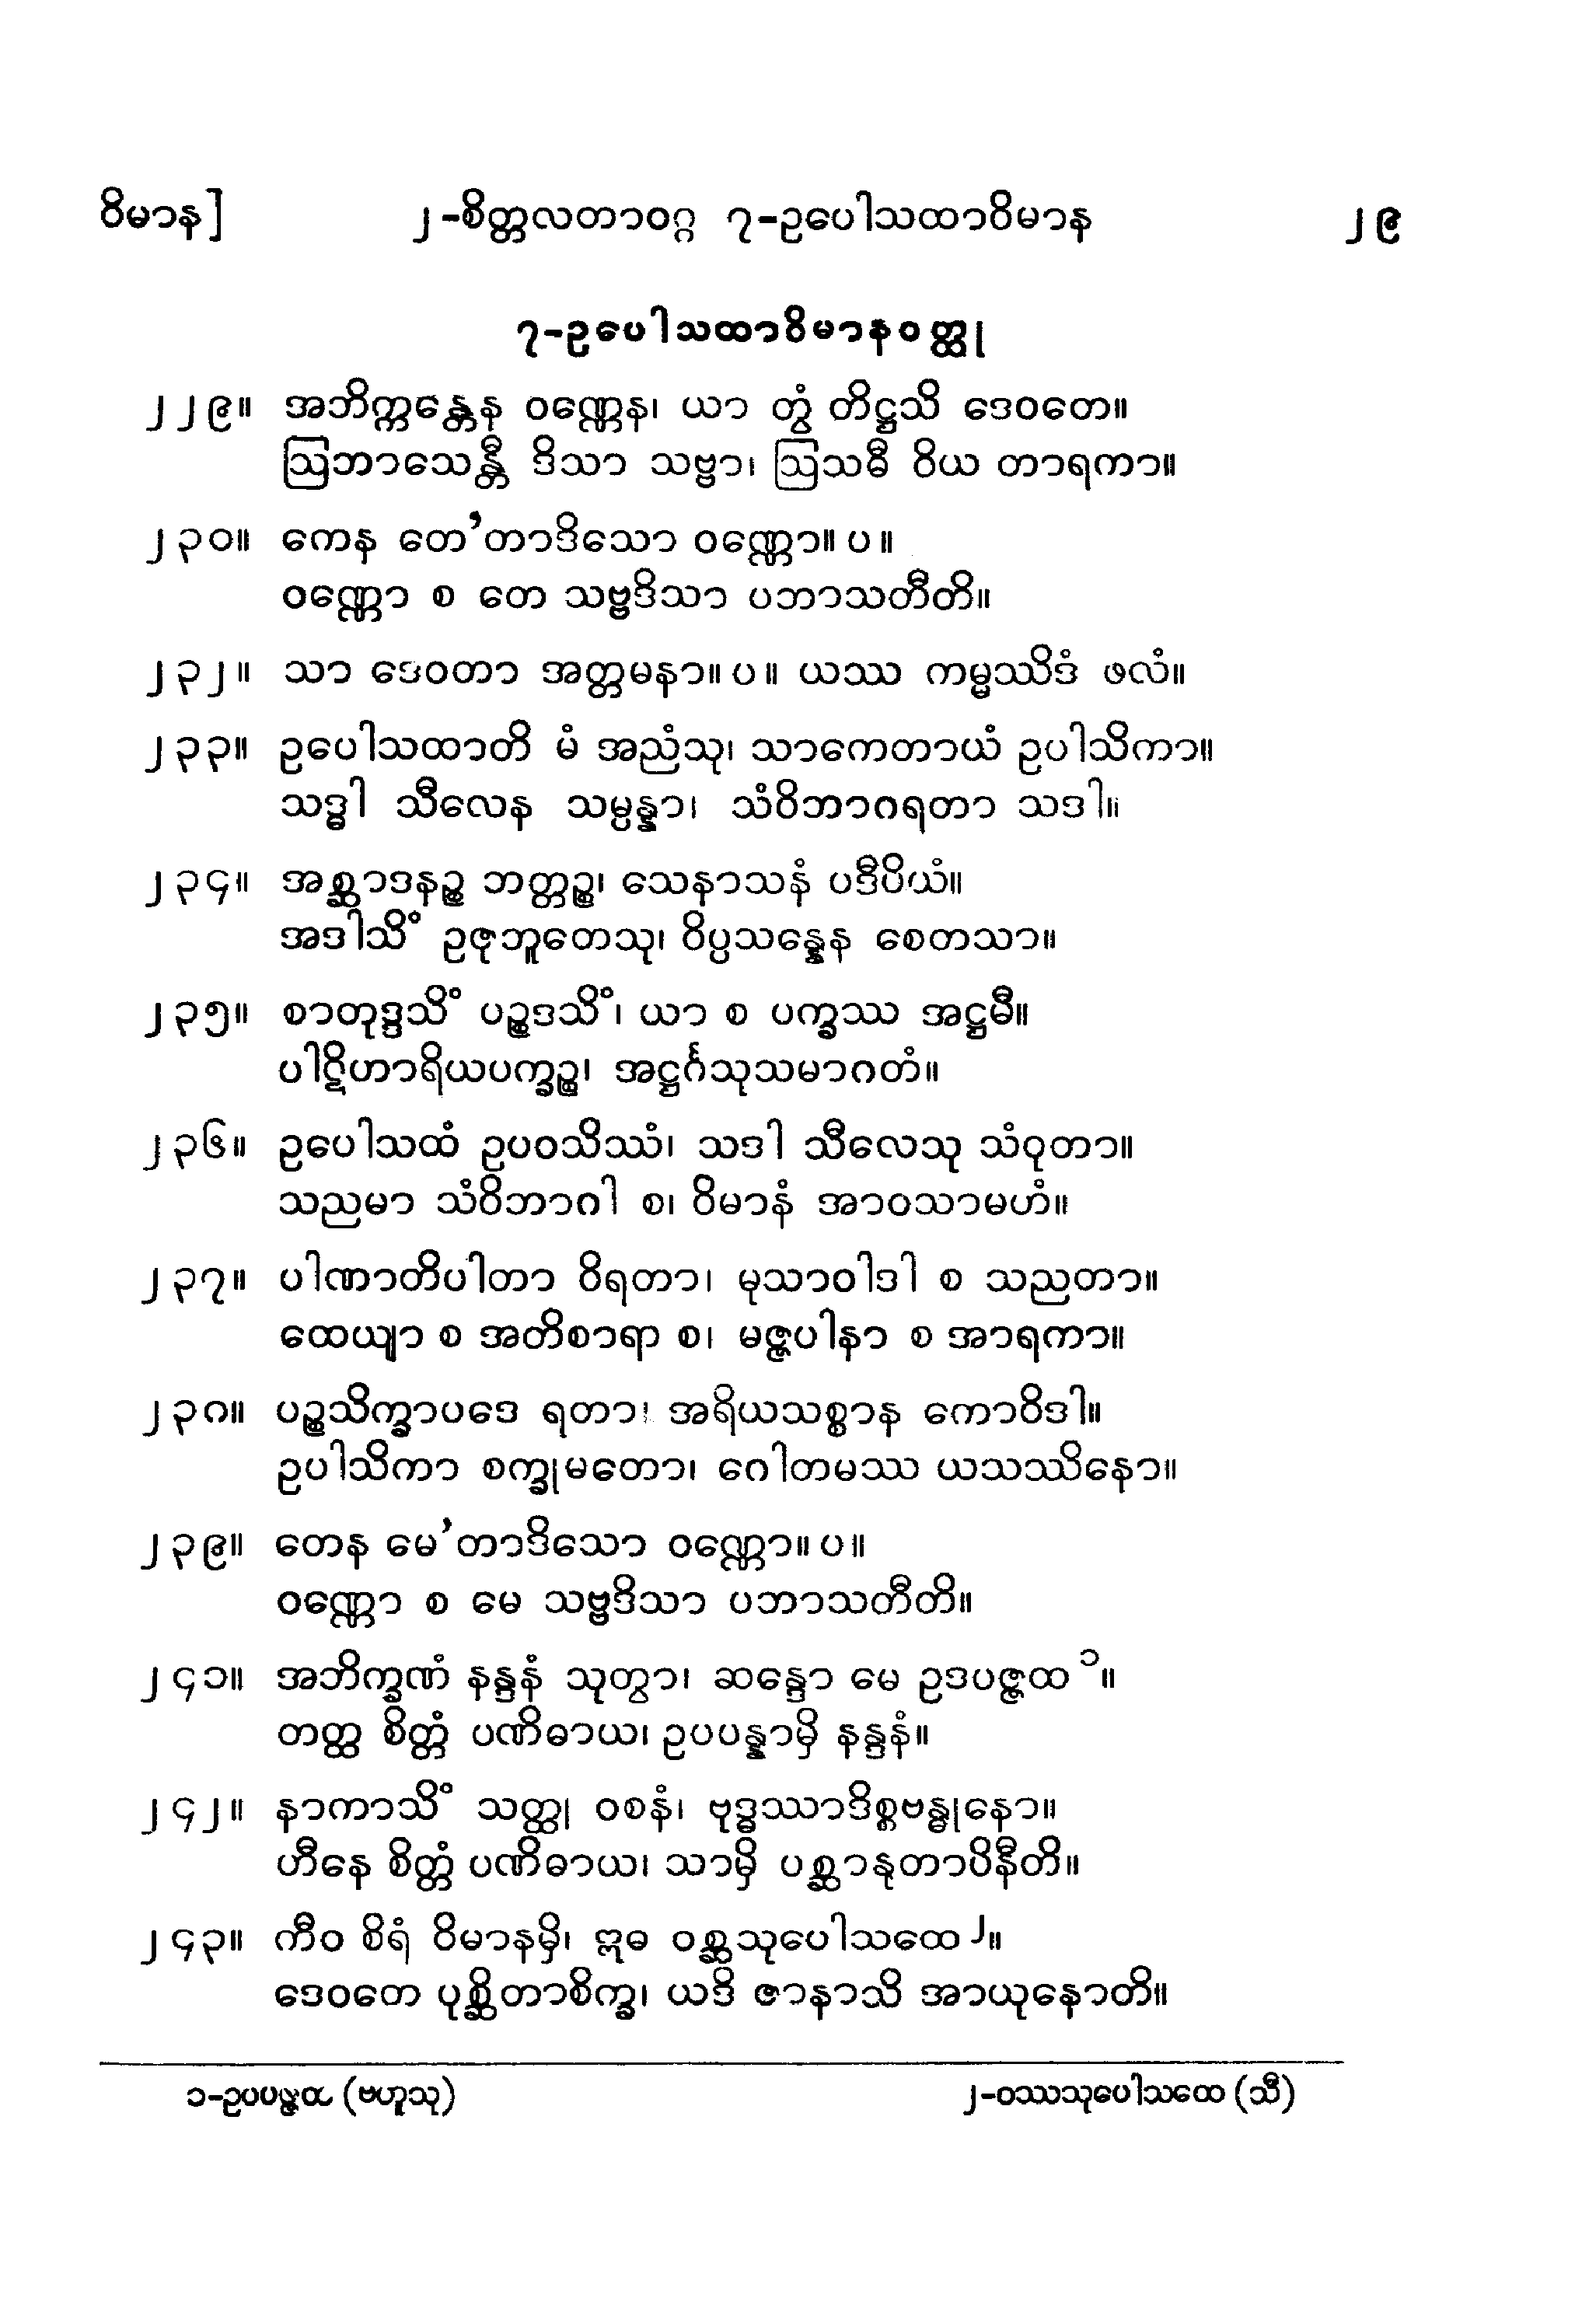 ဝိမာန]	၂-စိတ္တလတာဝဂ္ဂ ၇-ဥပေါသထာဝိမာန	၂၉
၇-ဥပေါသထာဝိမာနဝတ္ထု
၂၂၉။ အဘိက္ကန္တေန ဝဏ္ဏေန၊ ယာ တွံ တိဋ္ဌသိ ဒေဝတေ။
ဩဘာသေန္တီ ဒိသာ သဗ္ဗာ၊ ဩသဓီ ဝိယ တာရကာ။
၂၃၀။ ကေန တေ’တာဒိသော ဝဏ္ဏော။ ပ ။
ဝဏ္ဏော စ တေ သဗ္ဗဒိသာ ပဘာသတီတိ။
၂၃၂။ သာ ဒေဝတာ အတ္တမနာ။ ပ ။ ယဿ ကမ္မဿိဒံ ဖလံ။
၂၃၃။ ဥပေါသထာတိ မံ အညံသု၊ သာကေတာယံ ဥပါသိကာ။
သဒ္ဓါ သီလေန သမ္ပန္နာ၊ သံဝိဘာဂရတာ သဒါ။
၂၃၄။ အစ္ဆာဒနဉ္စ ဘတ္တဉ္စ၊ သေနာသနံ ပဒီပိယံ။
အဒါသိံ ဥဇုဘူတေသု၊ ဝိပ္ပသန္နေန စေတသာ။
၂၃၅။ စာတုဒ္ဒသိံ ပဉ္စဒသိံ၊ ယာ စ ပက္ခဿ အဋ္ဌမီ။
ပါဋိဟာရိယပက္ခဉ္စ၊ အဋ္ဌင်္ဂသုသမာဂတံ။
၂၃၆။ ဥပေါသထံ ဥပဝသိဿံ၊ သဒါ သီလေသု သံဝုတာ။
သညမာ သံဝိဘာဂါ စ၊ ဝိမာနံ အာဝသာမဟံ။
၂၃၇။ ပါဏာတိပါတာ ဝိရတာ၊ မုသာဝါဒါ စ သညတာ။
ထေယျာ စ အတိစာရာ စ၊ မဇ္ဇပါနာ စ အာရကာ။
၂၃၈။ ပဉ္စသိက္ခာပဒေ ရတာ၊ အရိယသစ္စာန ကောဝိဒါ။
ဥပါသိကာ စက္ခုမတော၊ ဂေါတမဿ ယသဿိနော။
၂၃၉။ တေန မေ’တာဒိသော ဝဏ္ဏော။ ပ ။
ဝဏ္ဏော စ မေ သဗ္ဗဒိသာ ပဘာသတီတိ။
၂၄၁။ အဘိက္ခဏံ နန္ဒနံ သုတွာ၊ ဆန္ဒော မေ ဥဒပဇ္ဇထ ၁။
တတ္ထ စိတ္တံ ပဏိဓာယ၊ ဥပပန္နာမှိ နန္ဒနံ။
၂၄၂။ နာကာသိံ သတ္ထု ဝစနံ၊ ဗုဒ္ဓဿာဒိစ္စဗန္ဓုနော။
ဟီနေ စိတ္တံ ပဏိဓာယ၊ သာမှိ ပစ္ဆာနုတာပိနီတိ။
၂၄၃။ ကီဝ စိရံ ဝိမာနမှိ၊ ဣဓ ဝစ္ဆသုပေါသထေ ၂။
ဒေဝတေ ပုစ္ဆိတာစိက္ခ၊ ယဒိ ဇာနာသိ အာယုနောတိ။
၁-ဥပပဇ္ဇထ (ဗဟူသု)	၂-ဝဿသုပေါသထေ (သီ)